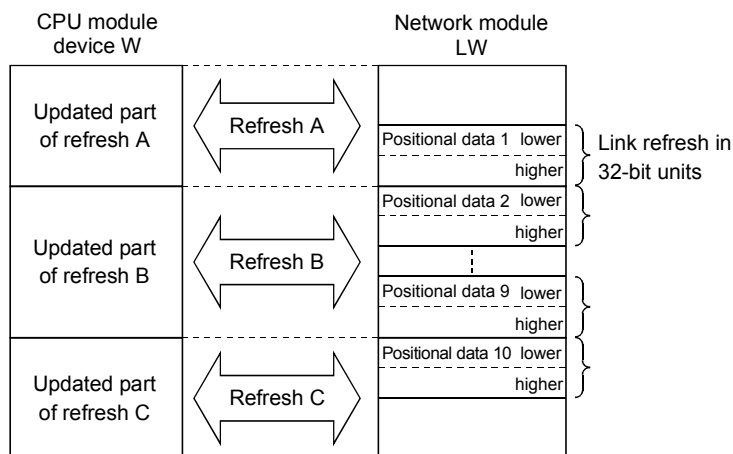 CPU module
device W
Network module
LW
Updated part
of refresh A
Refresh A
Positional data 1 lower
higher
Link refresh in
32-bit units
Positional data 2 lower
higher
Updated part
of refresh B
Refresh B
Positional data 9 lower
higher
Positional data 10 lower
higher
Updated part
of refresh C
Refresh C